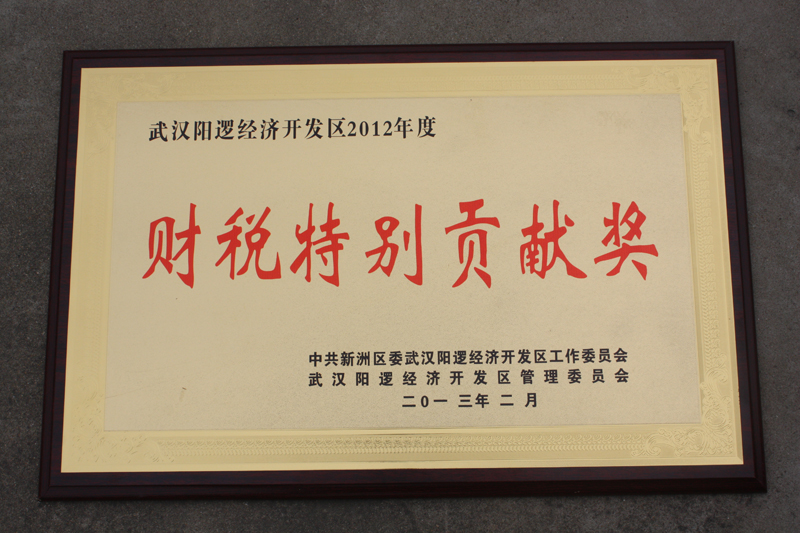 武汉阳逻经济开发区2012年度
财税特别贡献奖
中共新洲区委武汉阳逻经济开发区工作委员会
武汉阳逻经济开发区管理委员会
二0一三年二月